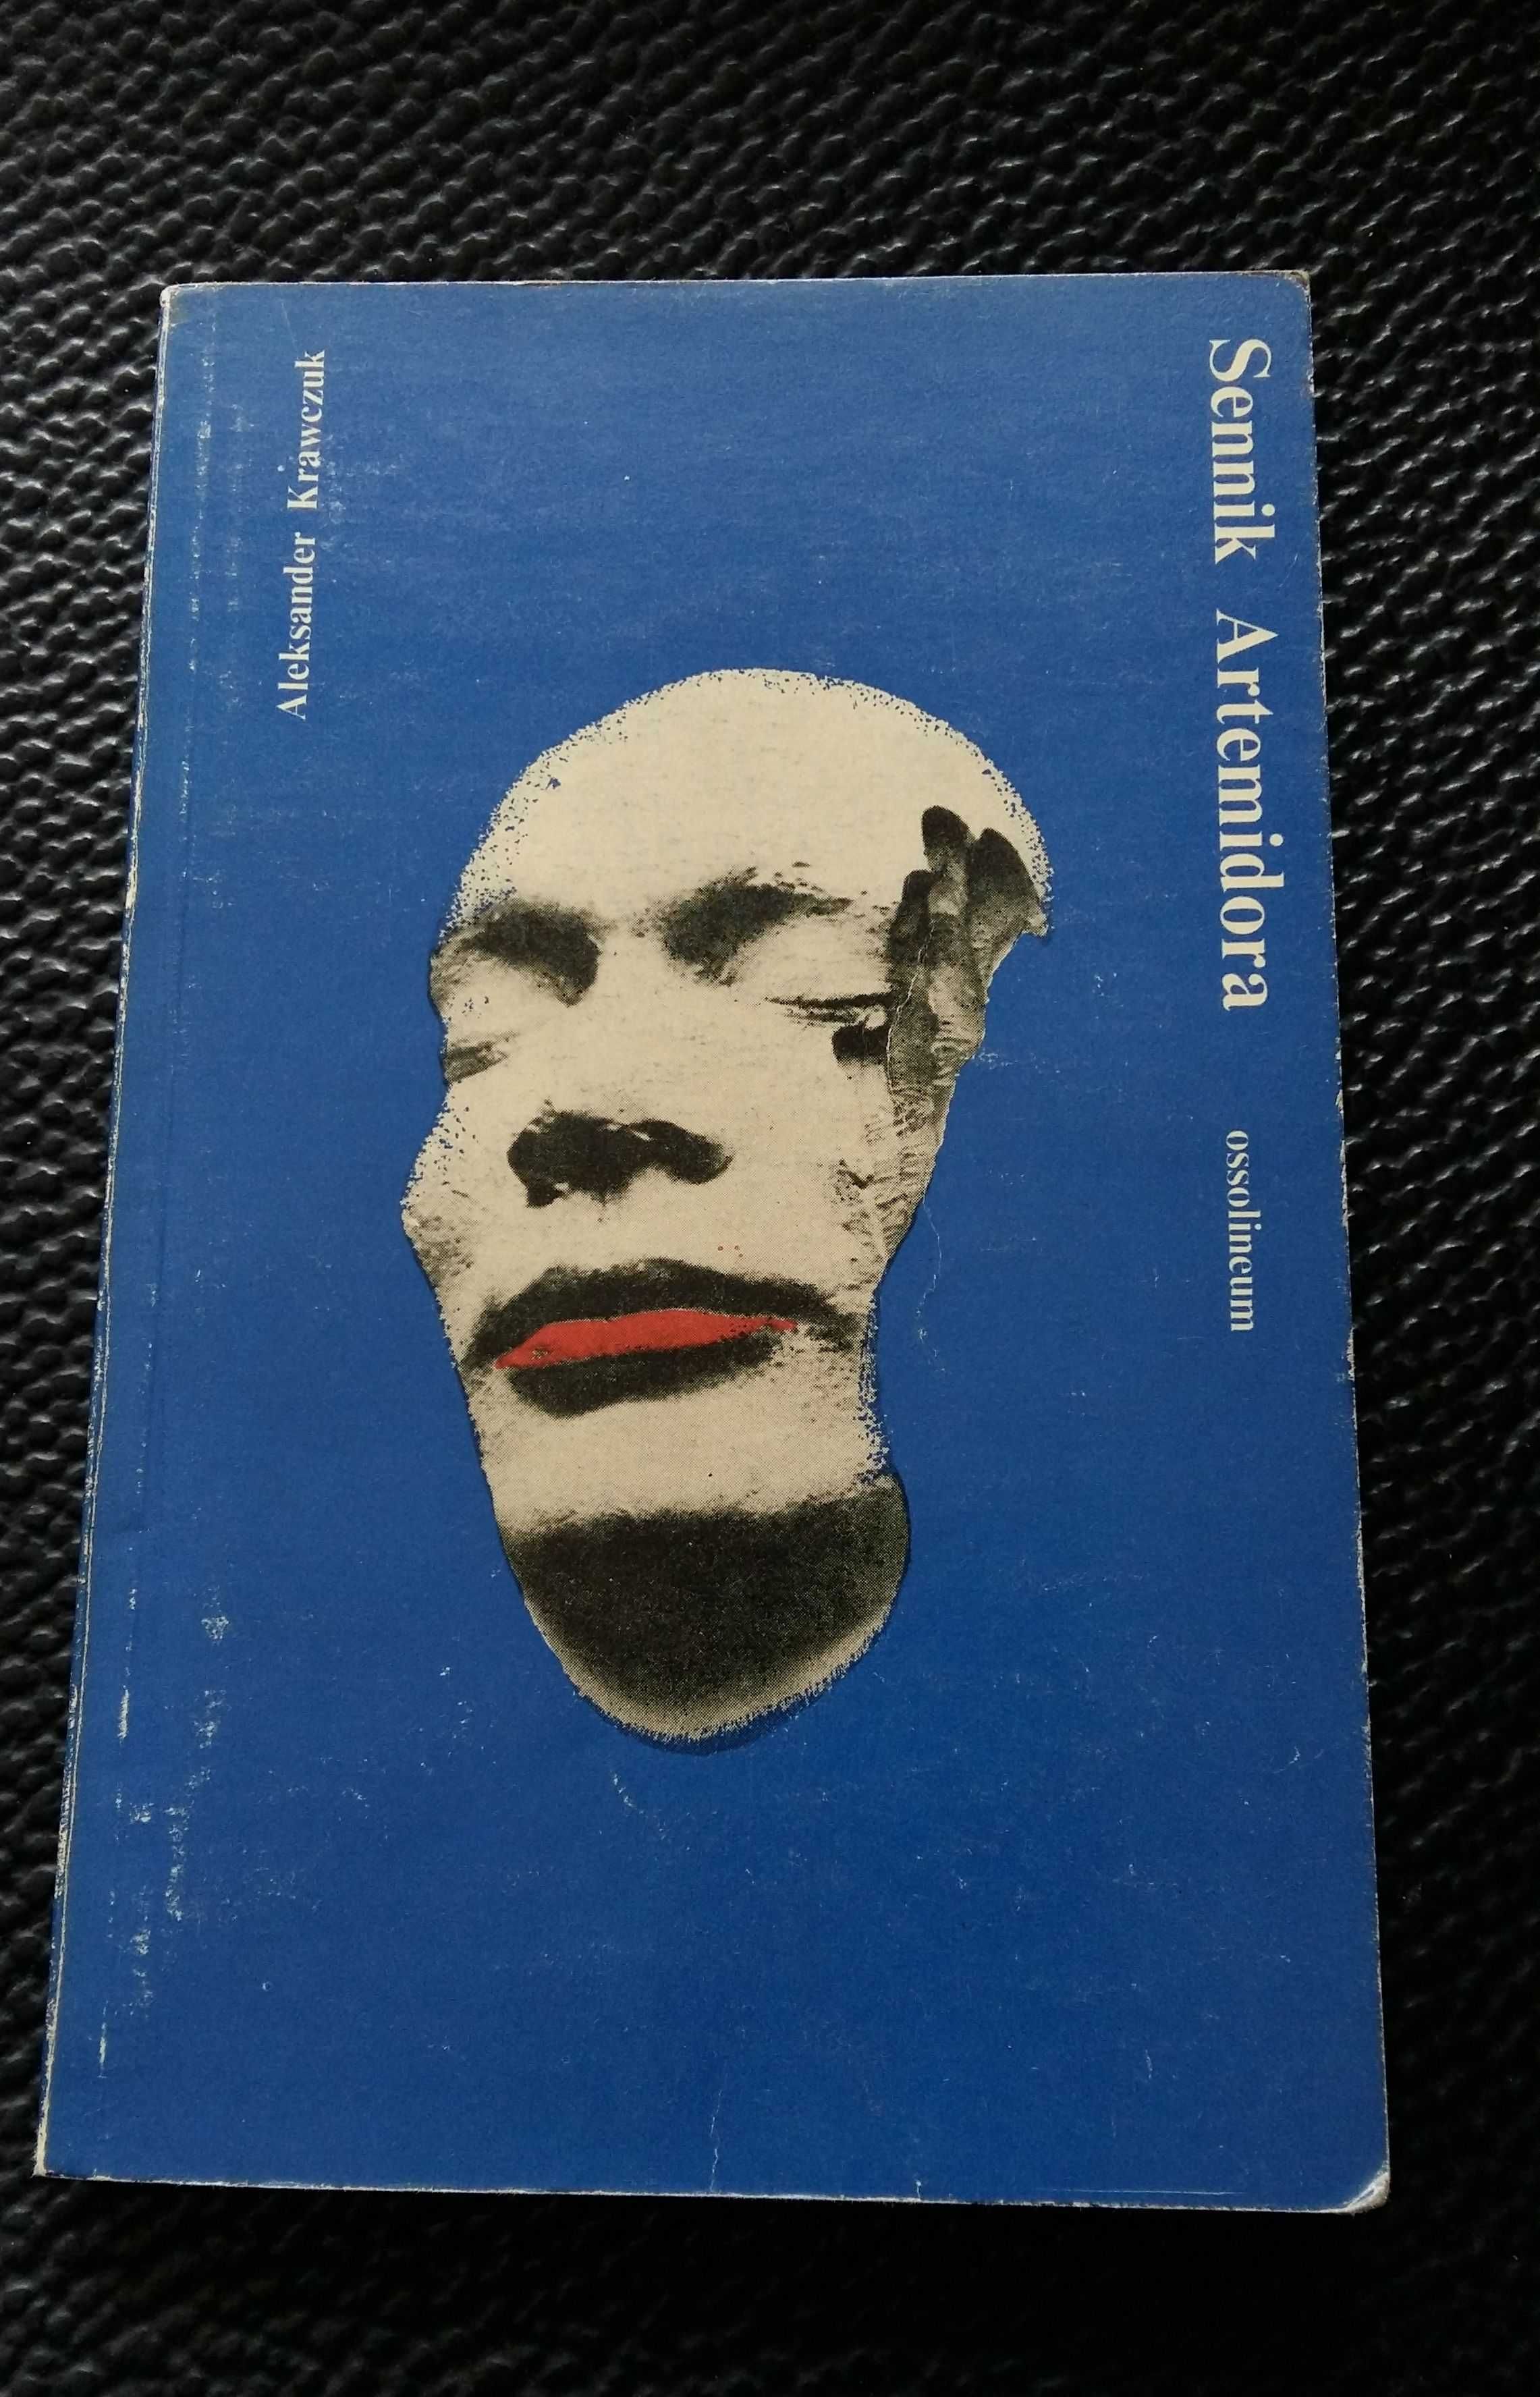 Aleksander Krawczuk
Sennik Artemidora
ossolineum